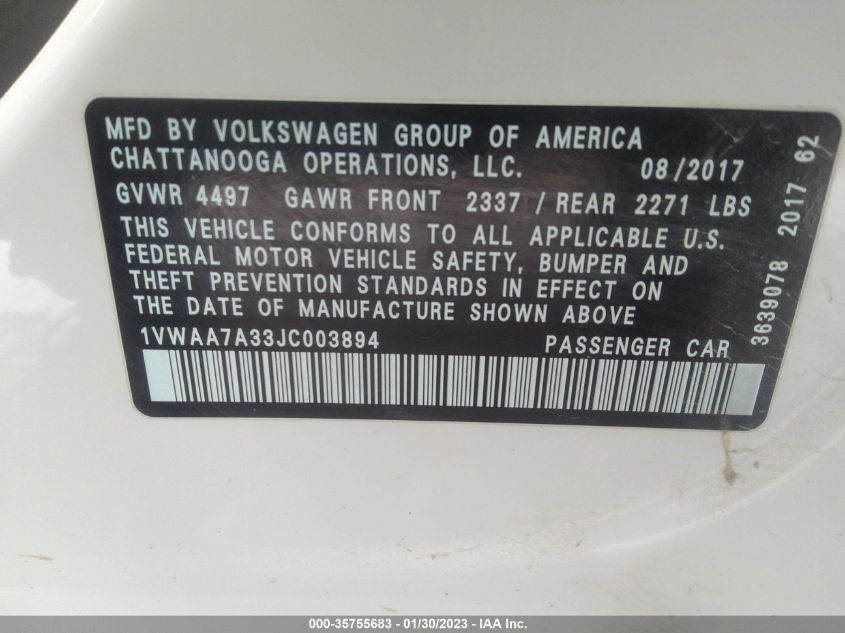 MFD BY VOLKSWAGEN GROUP OF AMERICA
CHATTANOOGA OPERATIONS, LLC. 08/2017
GVWR 4497 GAWR FRONT 2337 / REAR 2271 LBS
THIS VEHICLE CONFORMS TO ALL APPLICABLE U.S.
FEDERAL MOTOR VEHICLE SAFETY, BUMPER AND
THEFT PREVENTION STANDARDS IN EFFECT ON
THE DATE OF MANUFACTURE SHOWN ABOVE
1VWAA7A33JC003894 PASSENGER CAR
3639078 2017 62
000-35755683 - 01/30/2023 - IAA Inc.